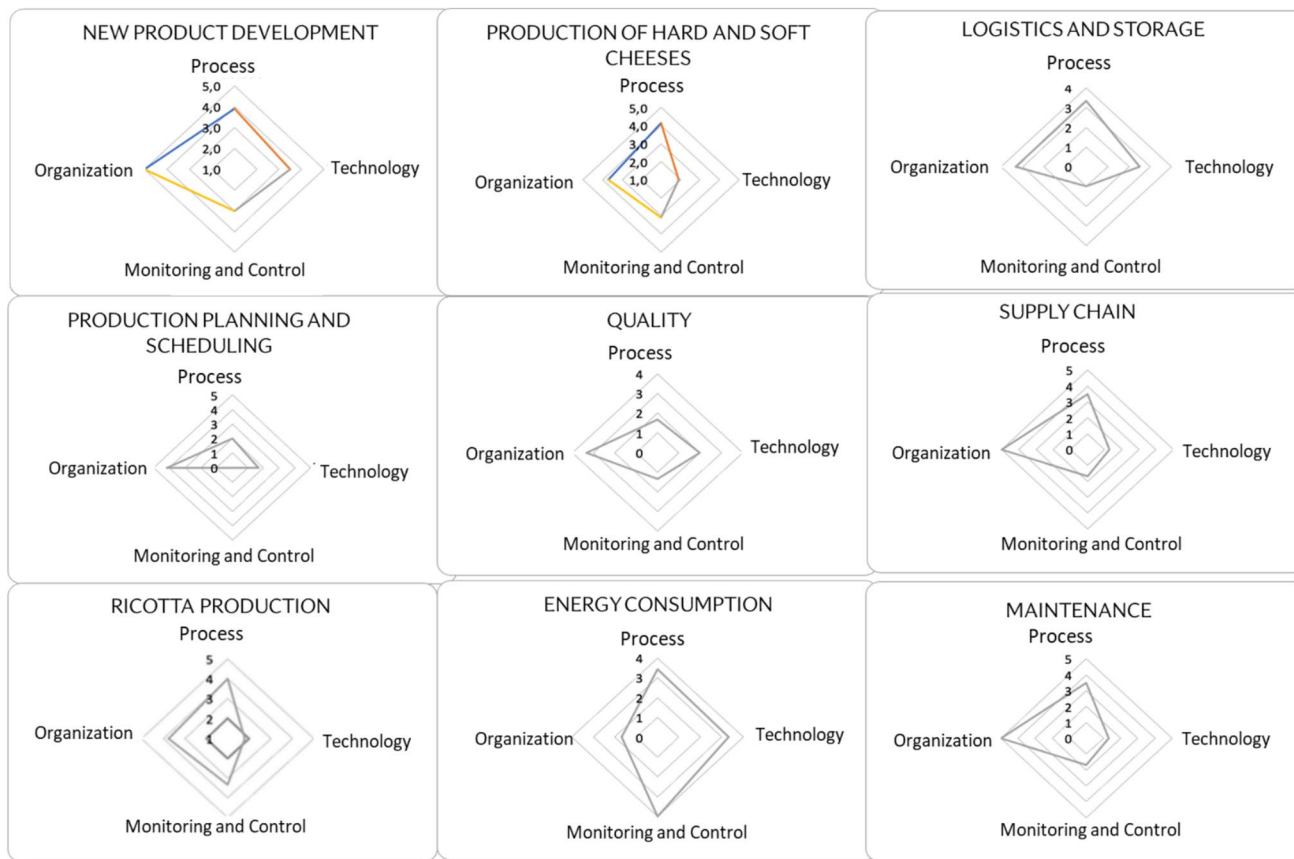 NEW PRODUCT DEVELOPMENT
Process
5,0
4,0
3,0
2,0
1,0
Organization
Technology
Monitoring and Control
PRODUCTION OF HARD AND SOFT
CHEESES
Process
5,0
4,0
3,0
2,0
1,0
Organization
Technology
Monitoring and Control
LOGISTICS AND STORAGE
Process
4
3
2
1
0
Organization
Technology
Monitoring and Control
PRODUCTION PLANNING AND
SCHEDULING
Process
5
4
3
2
1
0
Organization
Technology
Monitoring and Control
QUALITY
Process
4
3
2
1
0
Organization
Technology
Monitoring and Control
SUPPLY CHAIN
Process
5
4
3
2
1
0
Organization
Technology
Monitoring and Control
RICOTTA PRODUCTION
Process
5
4
3
2
1
Organization
Technology
Monitoring and Control
ENERGY CONSUMPTION
Process
4
3
2
1
0
Organization
Technology
Monitoring and Control
MAINTENANCE
Process
5
4
3
2
1
0
Organization
Technology
Monitoring and Control